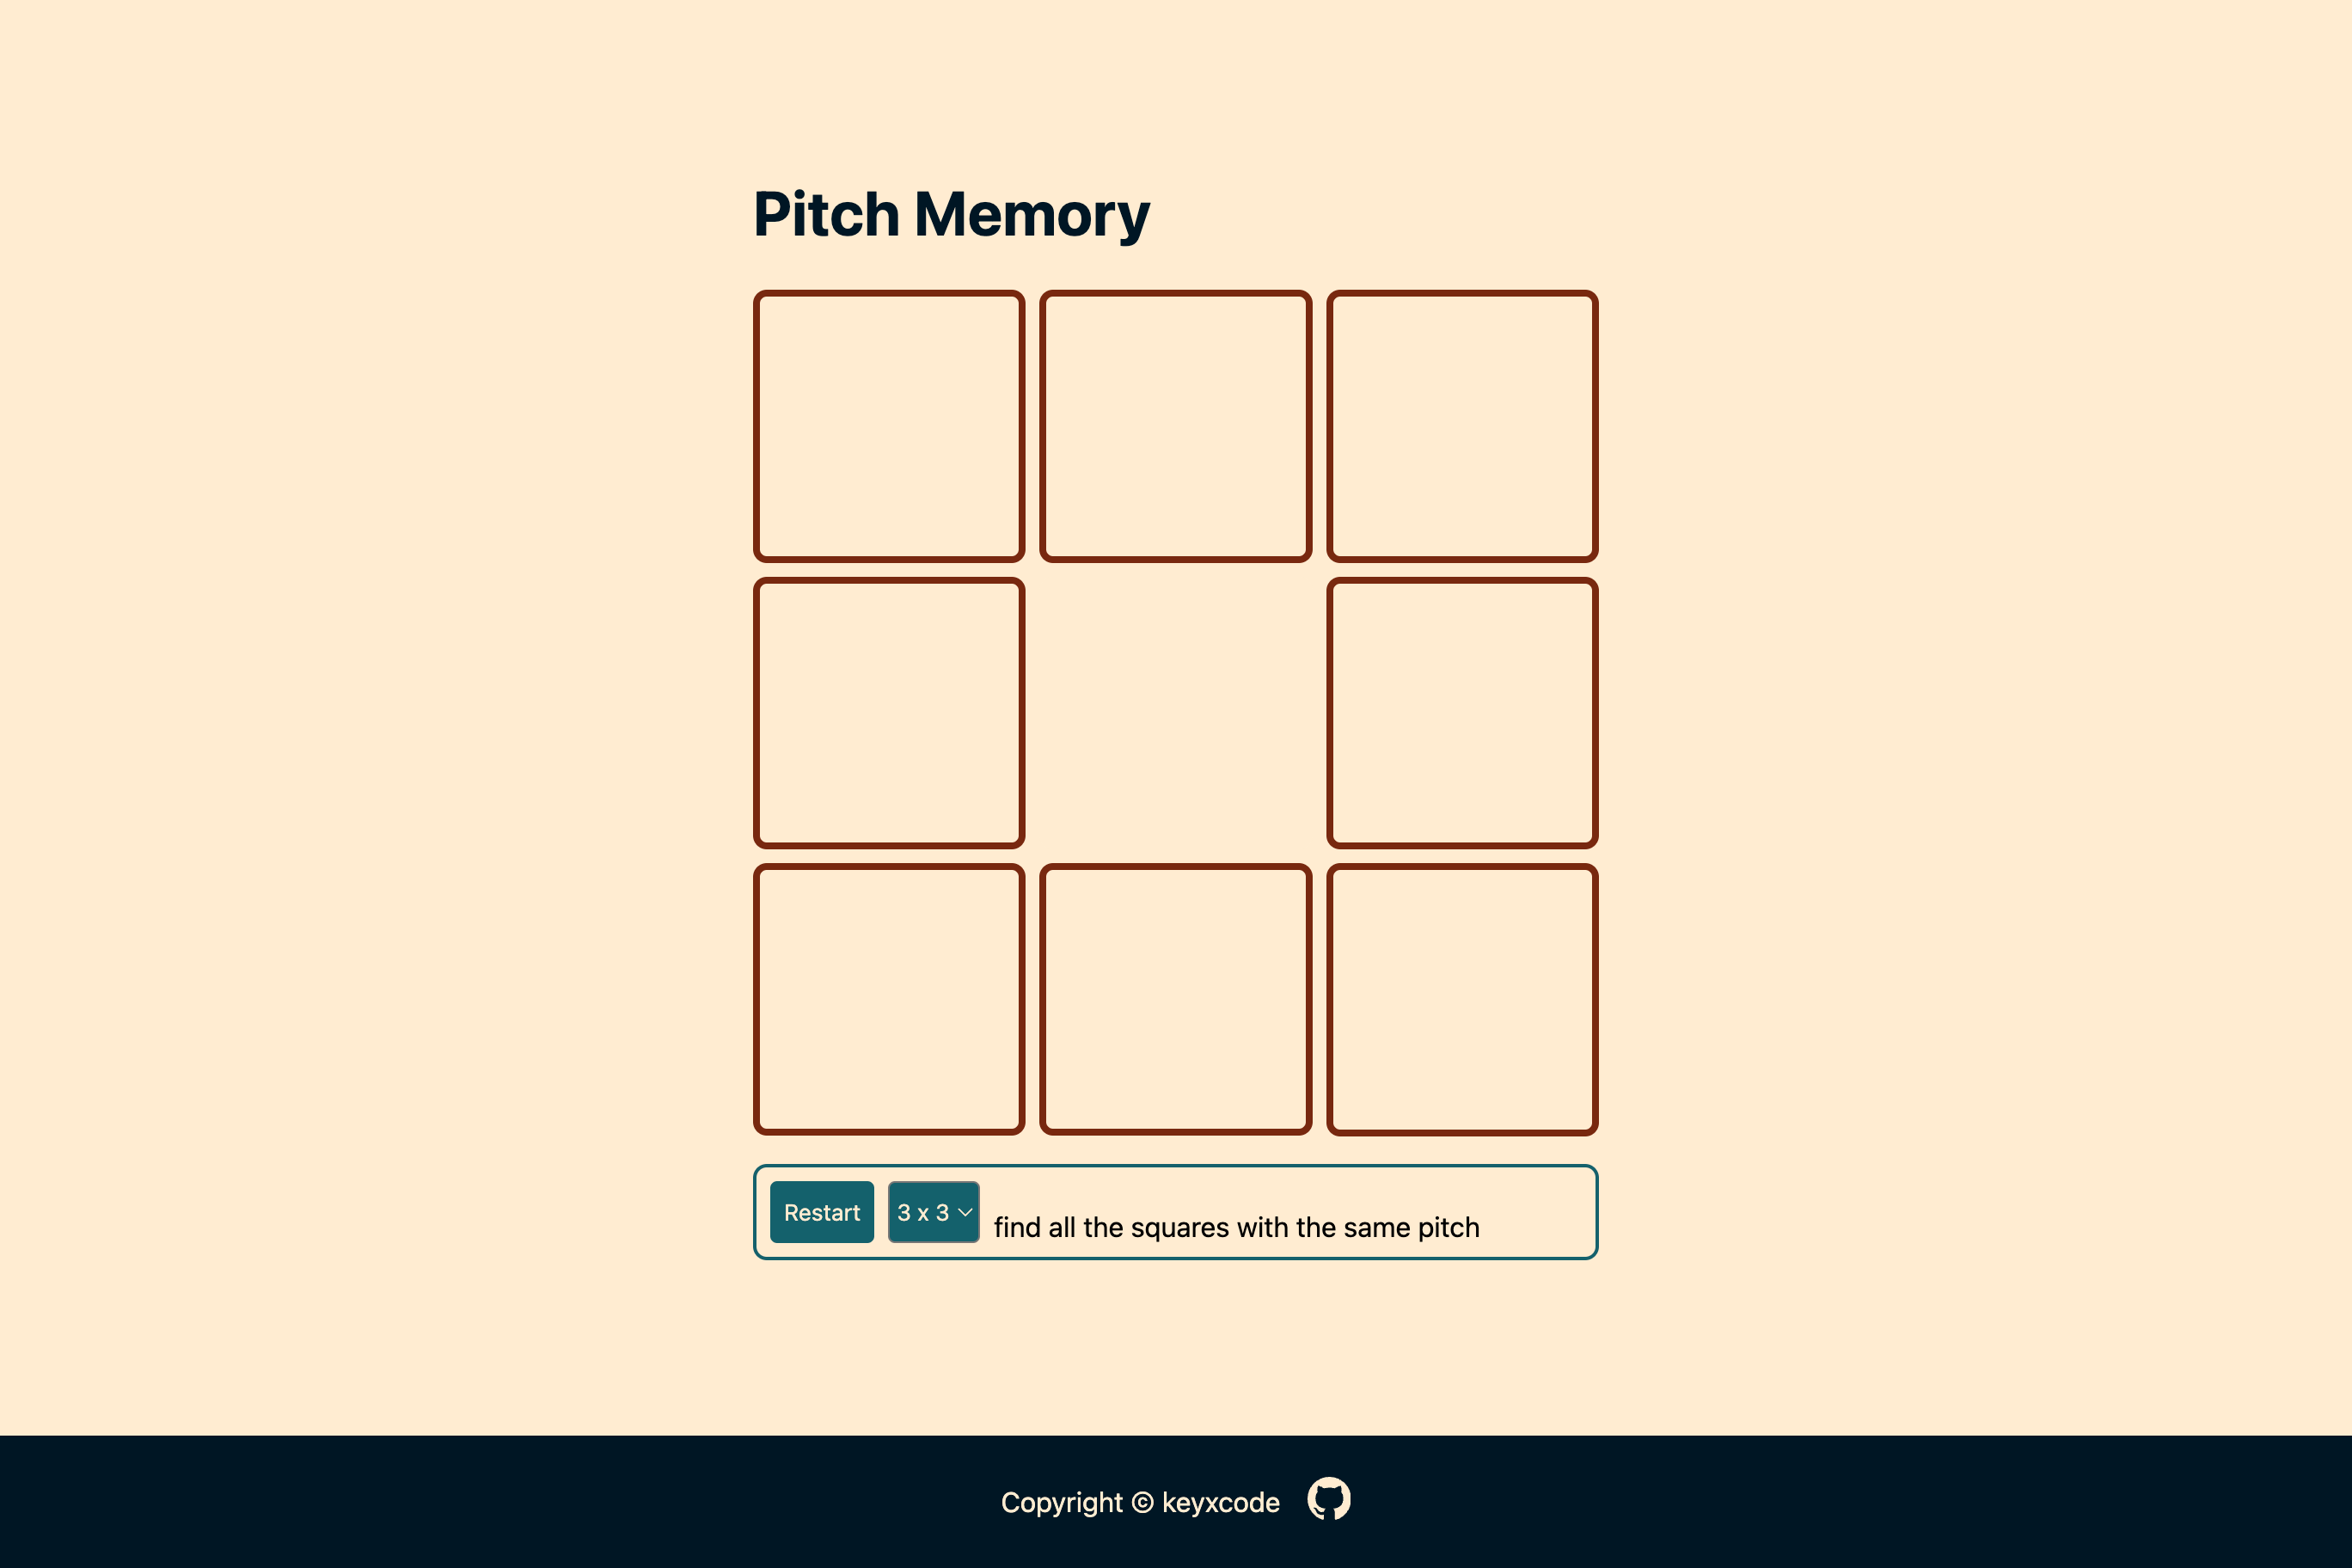 Pitch Memory
Restart
3 x 3
find all the squares with the same pitch
Copyright © keyxcode